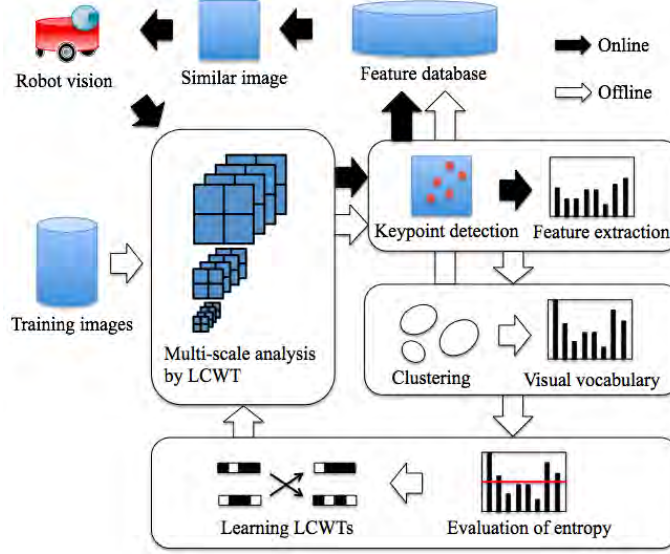 Robot vision
Similar image
Feature database
Online
Offline
Training images
Multi-scale analysis
by LCWT
Keypoint detection
Feature extraction
Clustering
Visual vocabulary
Learning LCWTs
Evaluation of entropy